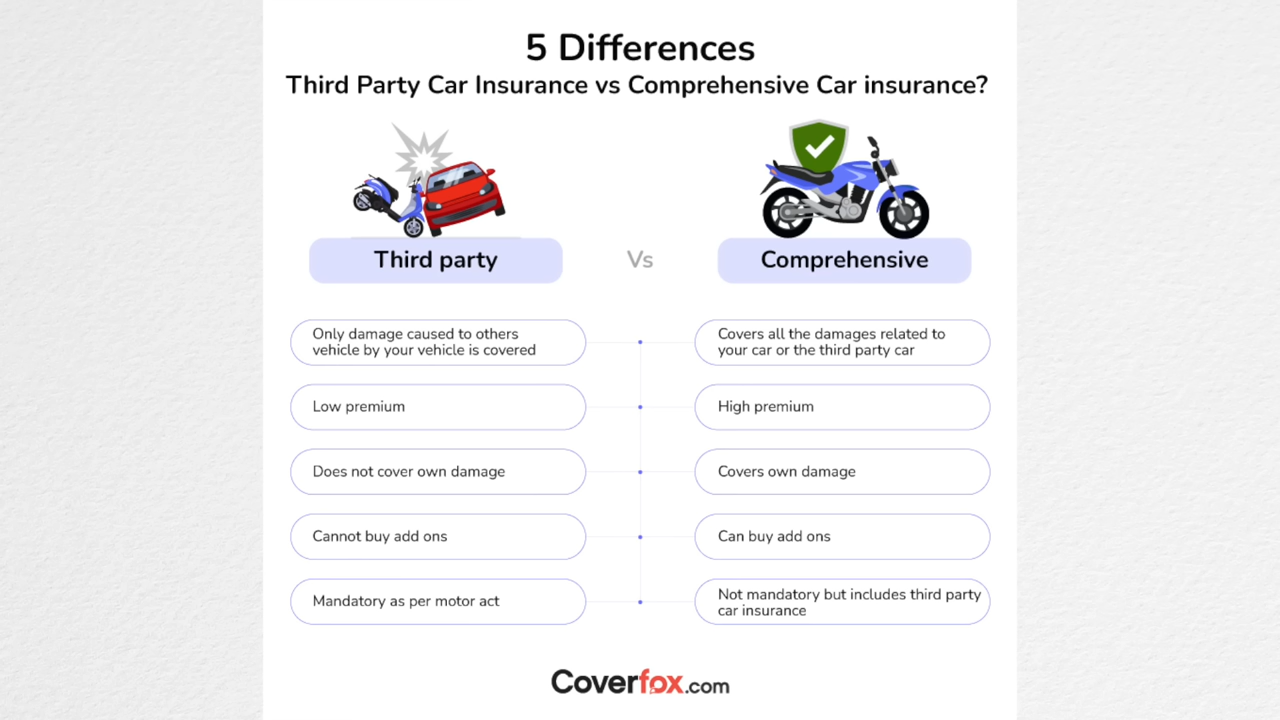 5 Differences
Third Party Car Insurance vs Comprehensive Car insurance?
Third party
Vs
Comprehensive
Only damage caused to others
vehicle by your vehicle is covered
Covers all the damages related to
your car or the third party car
Low premium
High premium
Does not cover own damage
Covers own damage
Cannot buy add ons
Can buy add ons
Mandatory as per motor act
Not mandatory but includes third party
car insurance
Coverfox.com